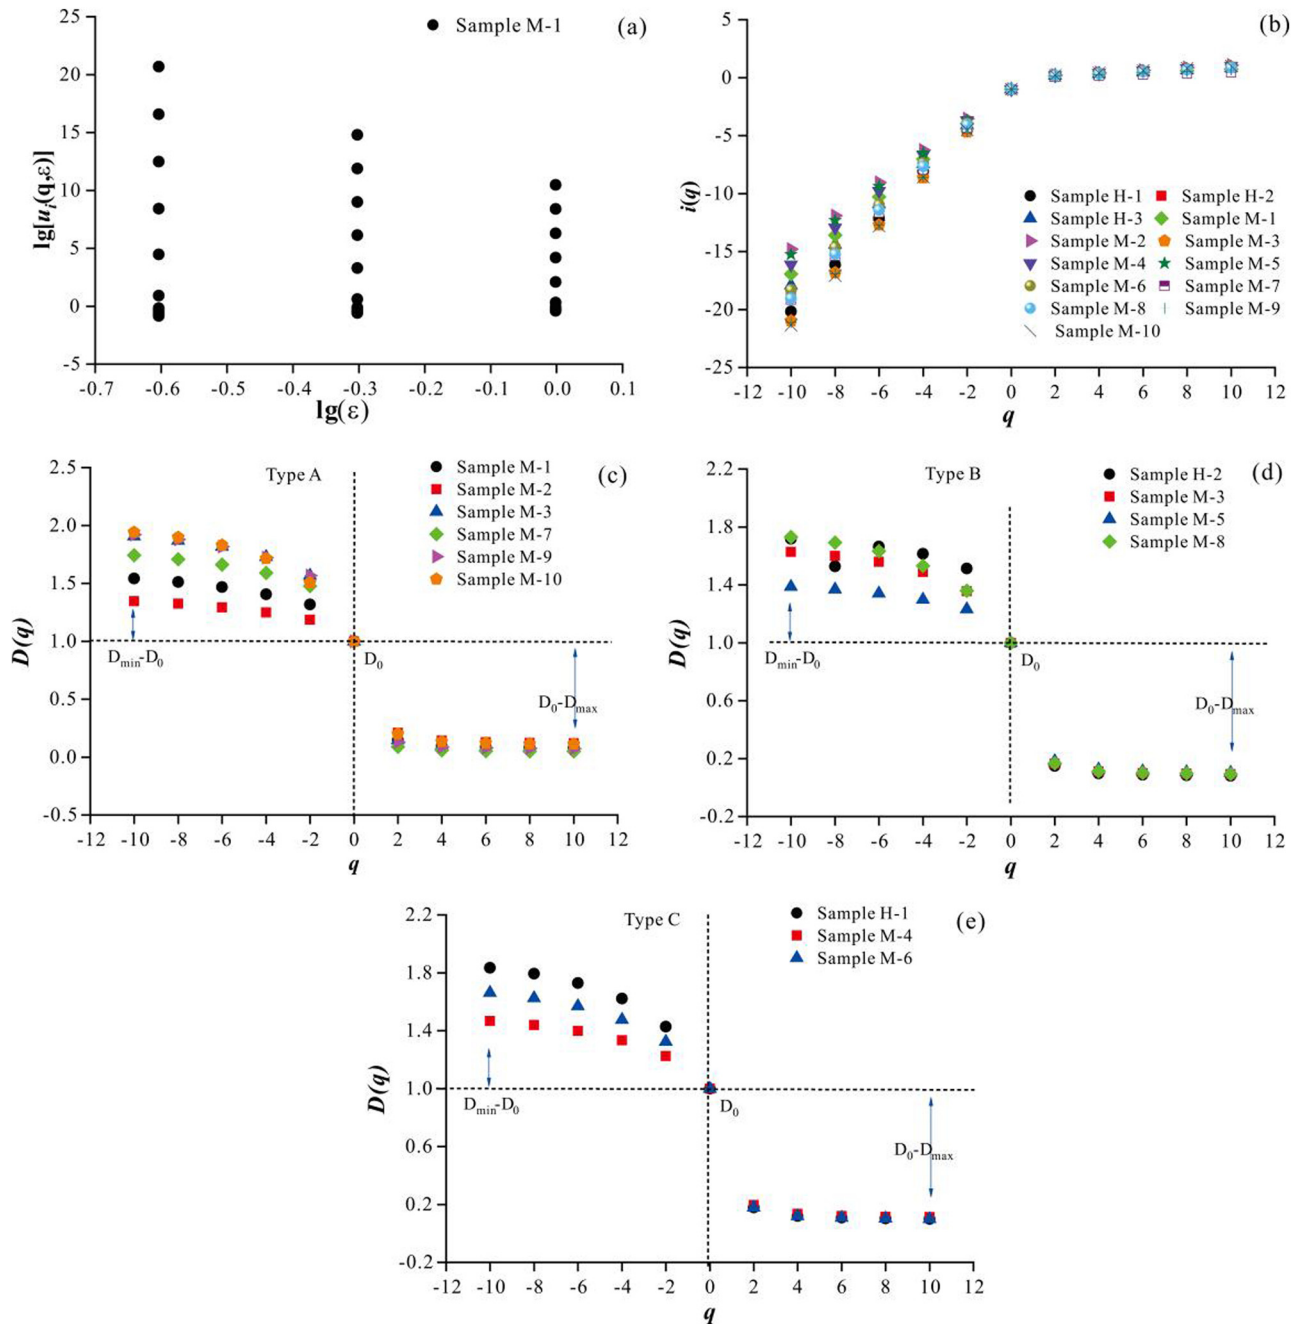 (a)
Sample M-1
lg[u_i(q,ε)]
25
20
15
10
5
0
-5
-0.7 -0.6 -0.5 -0.4 -0.3 -0.2 -0.1 0.0 0.1
lg(ε)
(b)
i(q)
5
0
-5
-10
-15
-20
-25
Sample H-1 Sample H-2
Sample H-3 Sample M-1
Sample M-2 Sample M-3
Sample M-4 Sample M-5
Sample M-6 Sample M-7
Sample M-8 Sample M-9
Sample M-10
-12 -10 -8 -6 -4 -2 0 2 4 6 8 10 12
q
(c)
Type A
Sample M-1
Sample M-2
Sample M-3
Sample M-7
Sample M-9
Sample M-10
D(q)
2.5
2.0
1.5
1.0
0.5
0.0
-0.5
Dmin-D0
D0
D0-Dmax
-12 -10 -8 -6 -4 -2 0 2 4 6 8 10 12
q
(d)
Type B
Sample H-2
Sample M-3
Sample M-5
Sample M-8
D(q)
2.2
1.8
1.4
1.0
0.6
0.2
-0.2
Dmin-D0
D0
D0-Dmax
-12 -10 -8 -6 -4 -2 0 2 4 6 8 10 12
q
(e)
Type C
Sample H-1
Sample M-4
Sample M-6
D(q)
2.2
1.8
1.4
1.0
0.6
0.2
-0.2
Dmin-D0
D0
D0-Dmax
-12 -10 -8 -6 -4 -2 0 2 4 6 8 10 12
q